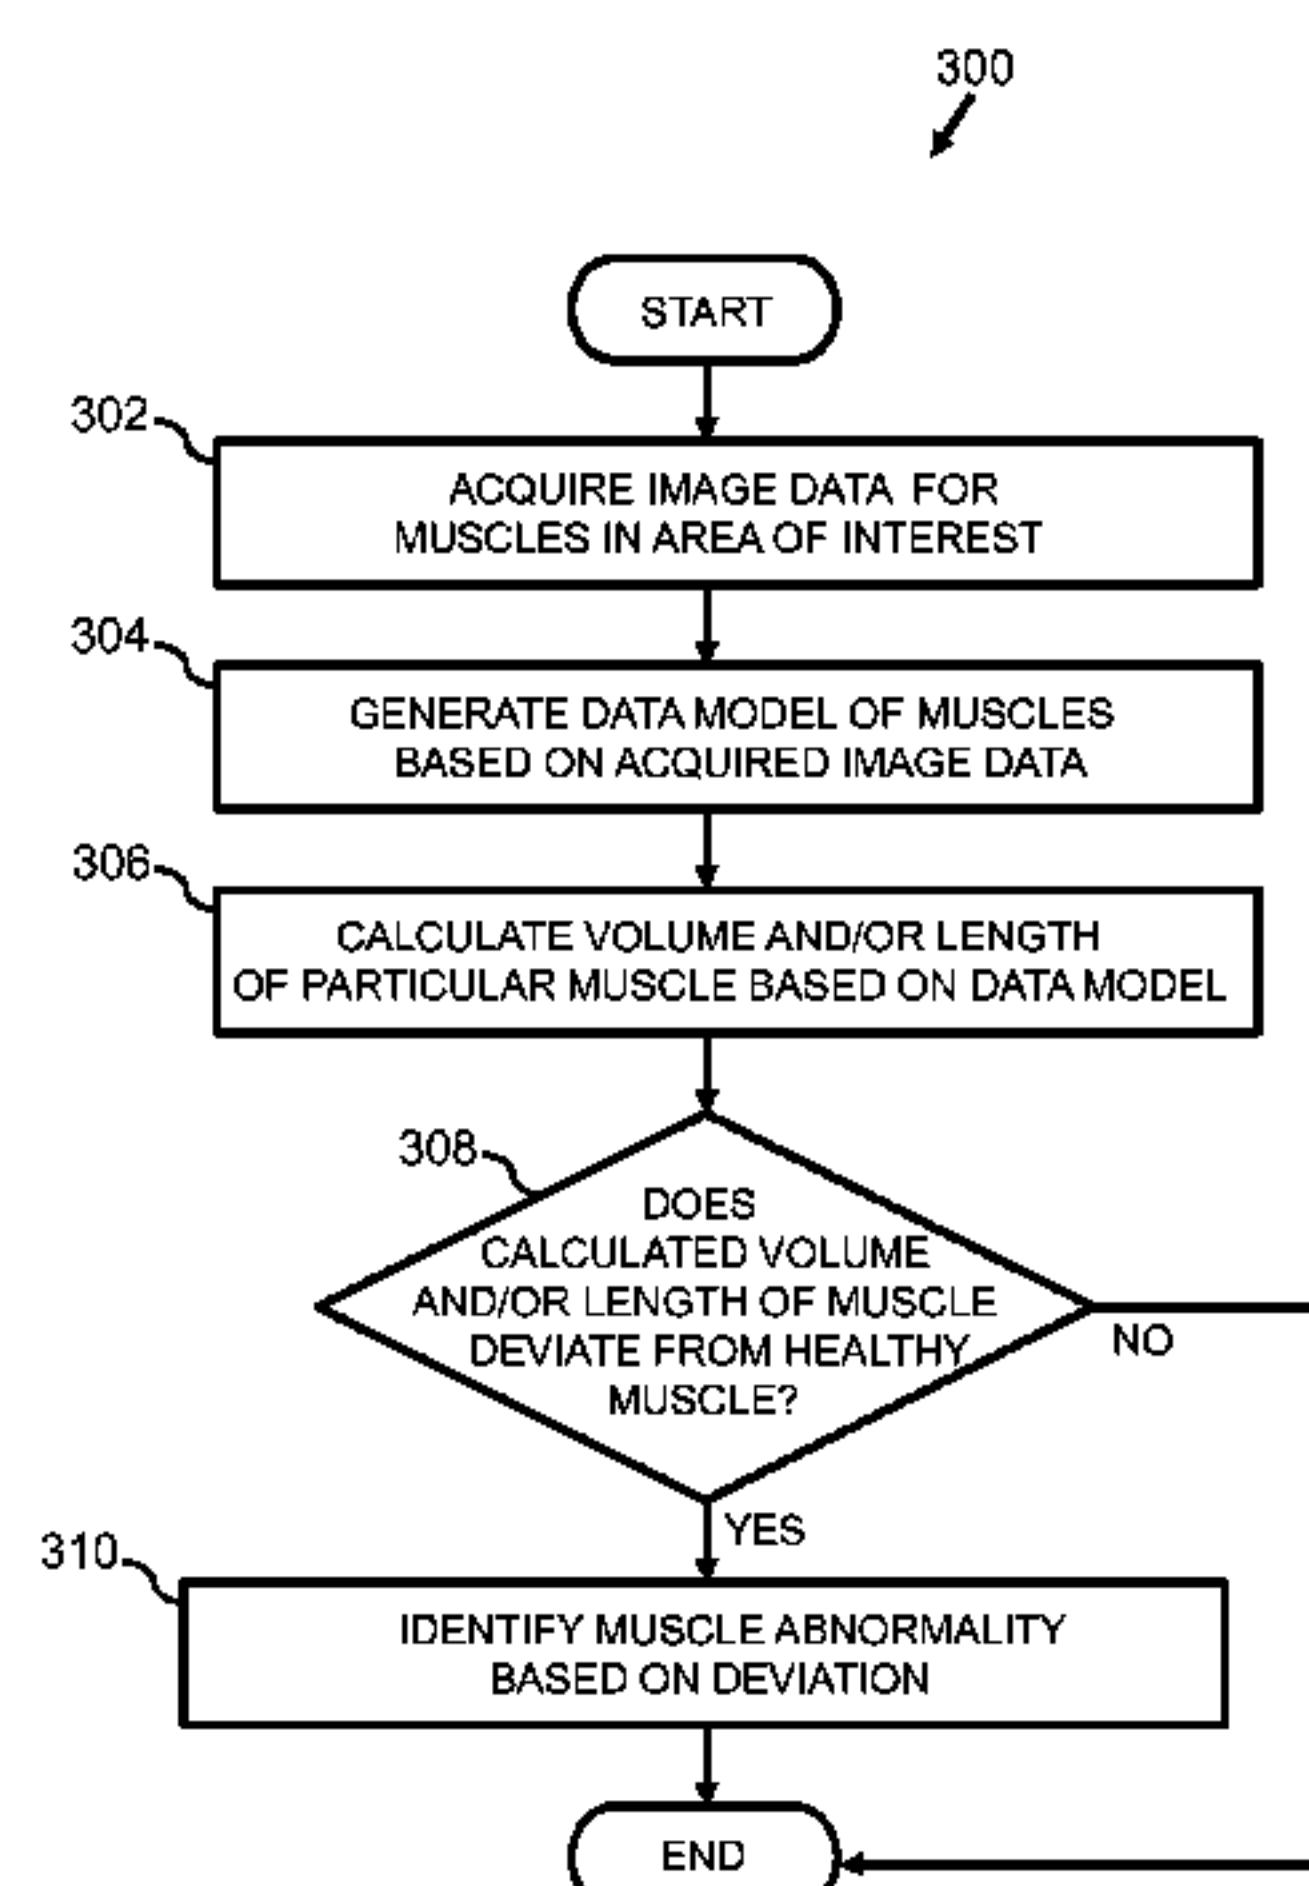 300
START
302
ACQUIRE IMAGE DATA FOR
MUSCLES IN AREA OF INTEREST
304
GENERATE DATA MODEL OF MUSCLES
BASED ON ACQUIRED IMAGE DATA
306
CALCULATE VOLUME AND/OR LENGTH
OF PARTICULAR MUSCLE BASED ON DATA MODEL
308
DOES
CALCULATED VOLUME
AND/OR LENGTH OF MUSCLE
DEVIATE FROM HEALTHY
MUSCLE?
NO
YES
310
IDENTIFY MUSCLE ABNORMALITY
BASED ON DEVIATION
END